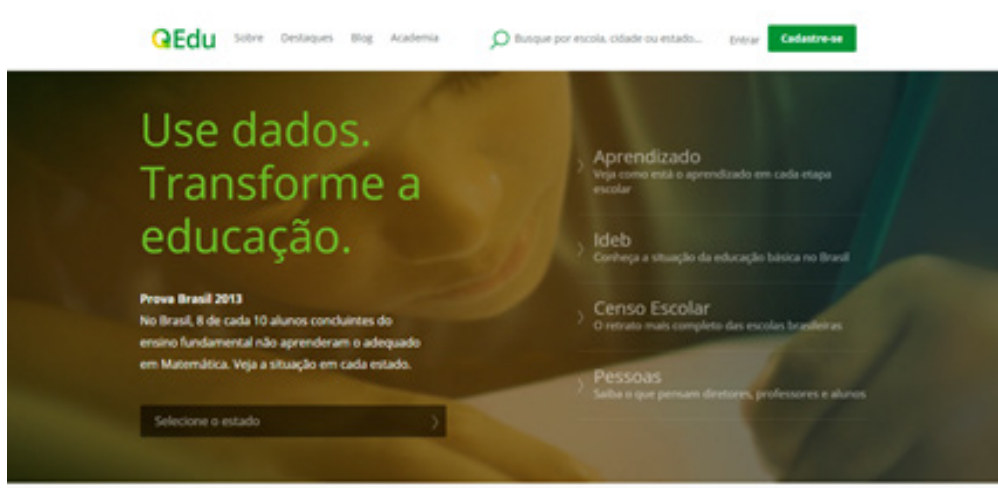 QEdu Sobre Destaques Blog Academia Busque por escola, cidade ou estado... Entrar Cadastre-se
Use dados.
Transforme a
educação.
Prova Brasil 2013
No Brasil, 8 de cada 10 alunos concluintes do
ensino fundamental não aprenderam o adequado
em Matemática. Veja a situação em cada estado.
Selecione o estado
Aprendizado
Veja como está o aprendizado em cada etapa
escolar
Ideb
Conheça a situação da educação básica no Brasil
Censo Escolar
O retrato mais completo das escolas brasileiras
Pessoas
Saiba o que pensam diretores, professores e alunos